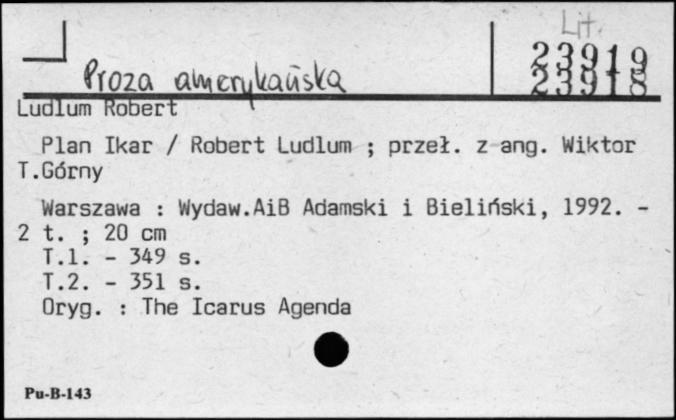 Lit.
23919
23918
Proza amerykańska
Ludlum Robert
Plan Ikar / Robert Ludlum ; przeł. z ang. Wiktor
T.Górny
Warszawa : Wydaw.AiB Adamski i Bieliński, 1992. -
2 t. ; 20 cm
T.1. - 349 s.
T.2. - 351 s.
Oryg. : The Icarus Agenda
Pu-B-143